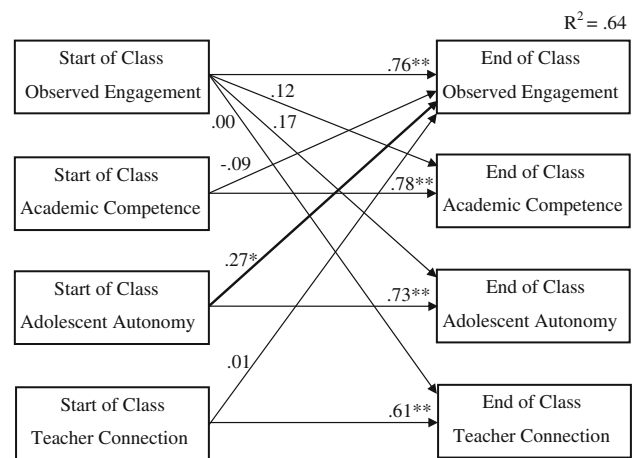 R² = .64
Start of Class
Observed Engagement
.76**
End of Class
Observed Engagement
.12
.00
.17
Start of Class
Academic Competence
-.09
.78**
End of Class
Academic Competence
Start of Class
Adolescent Autonomy
.27*
.73**
End of Class
Adolescent Autonomy
.01
Start of Class
Teacher Connection
.61**
End of Class
Teacher Connection